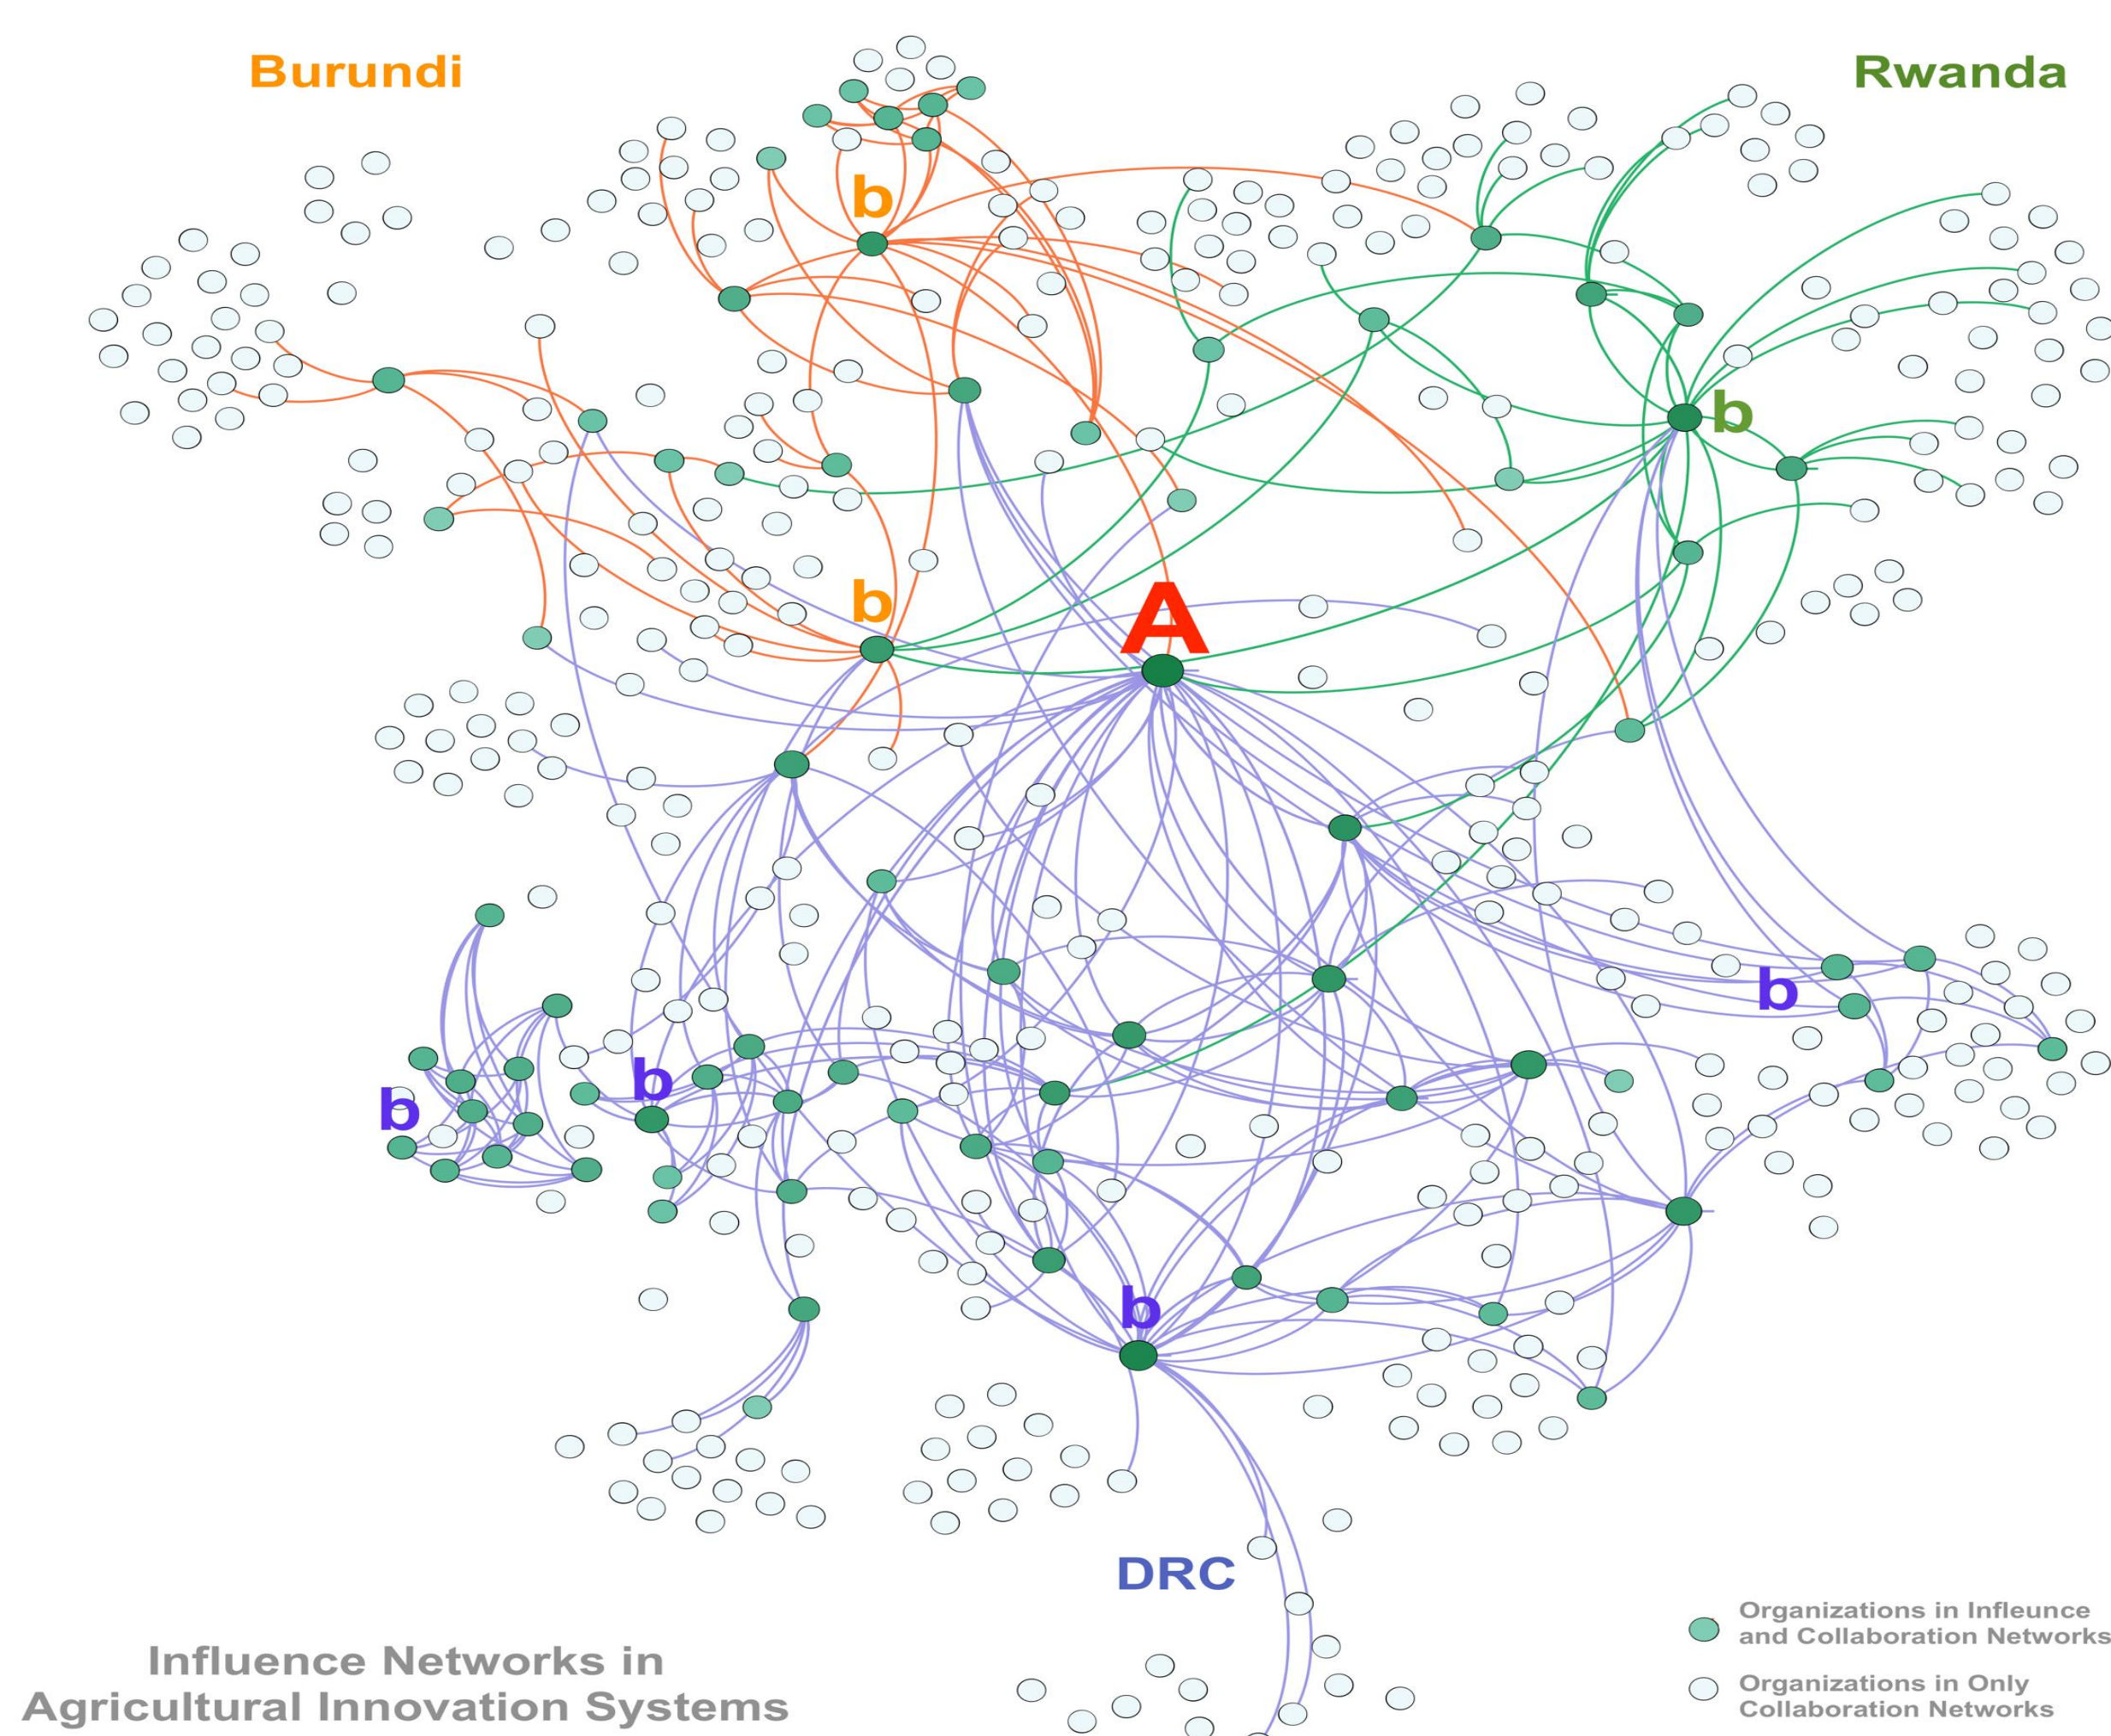 Burundi
Rwanda
b
b
b
A
b
b
b
b
DRC
Organizations in Infleunce
and Collaboration Networks
Organizations in Only
Collaboration Networks
Influence Networks in
Agricultural Innovation Systems